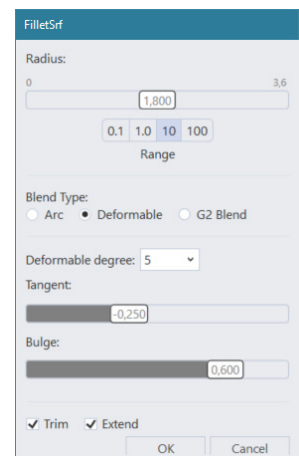 FilletSrf
Radius:
0 3,6
1,800
0.1 1.0 10 100
Range
Blend Type:
Arc Deformable G2 Blend
Deformable degree: 5
Tangent:
-0,250
Bulge:
0,600
Trim Extend
OK Cancel